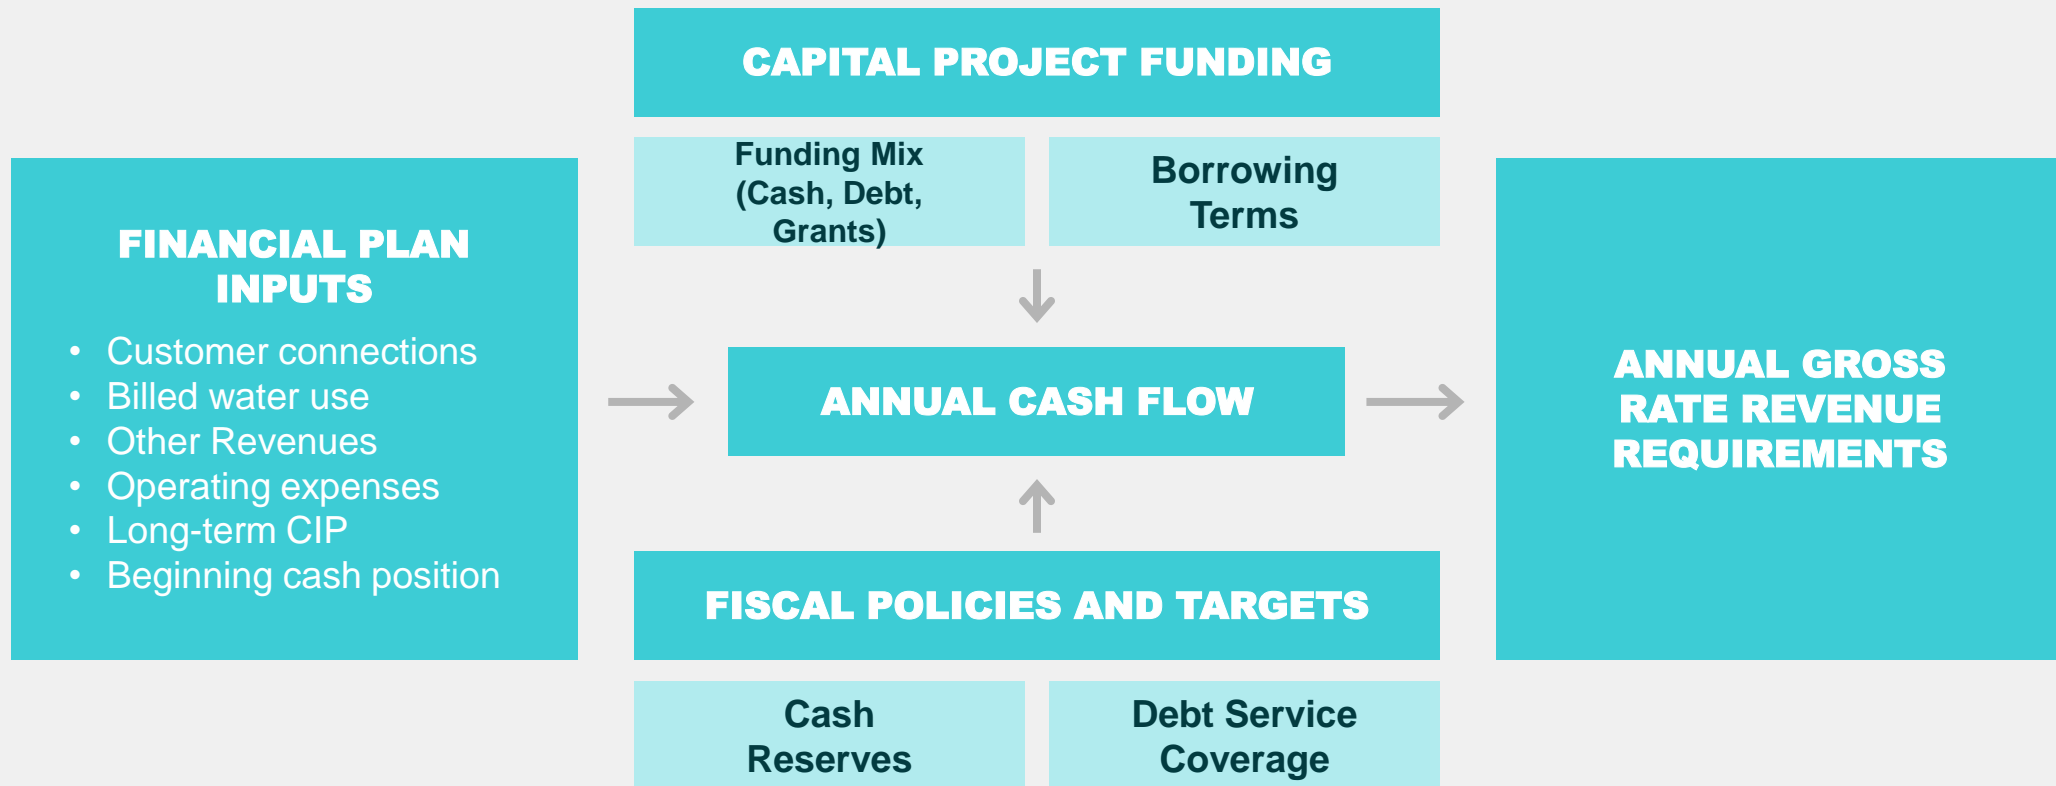 CAPITAL PROJECT FUNDING
Funding Mix
(Cash, Debt,
Grants)
Borrowing
Terms
FINANCIAL PLAN
INPUTS
• Customer connections
• Billed water use
• Other Revenues
• Operating expenses
• Long-term CIP
• Beginning cash position
ANNUAL CASH FLOW
ANNUAL GROSS
RATE REVENUE
REQUIREMENTS
FISCAL POLICIES AND TARGETS
Cash
Reserves
Debt Service
Coverage